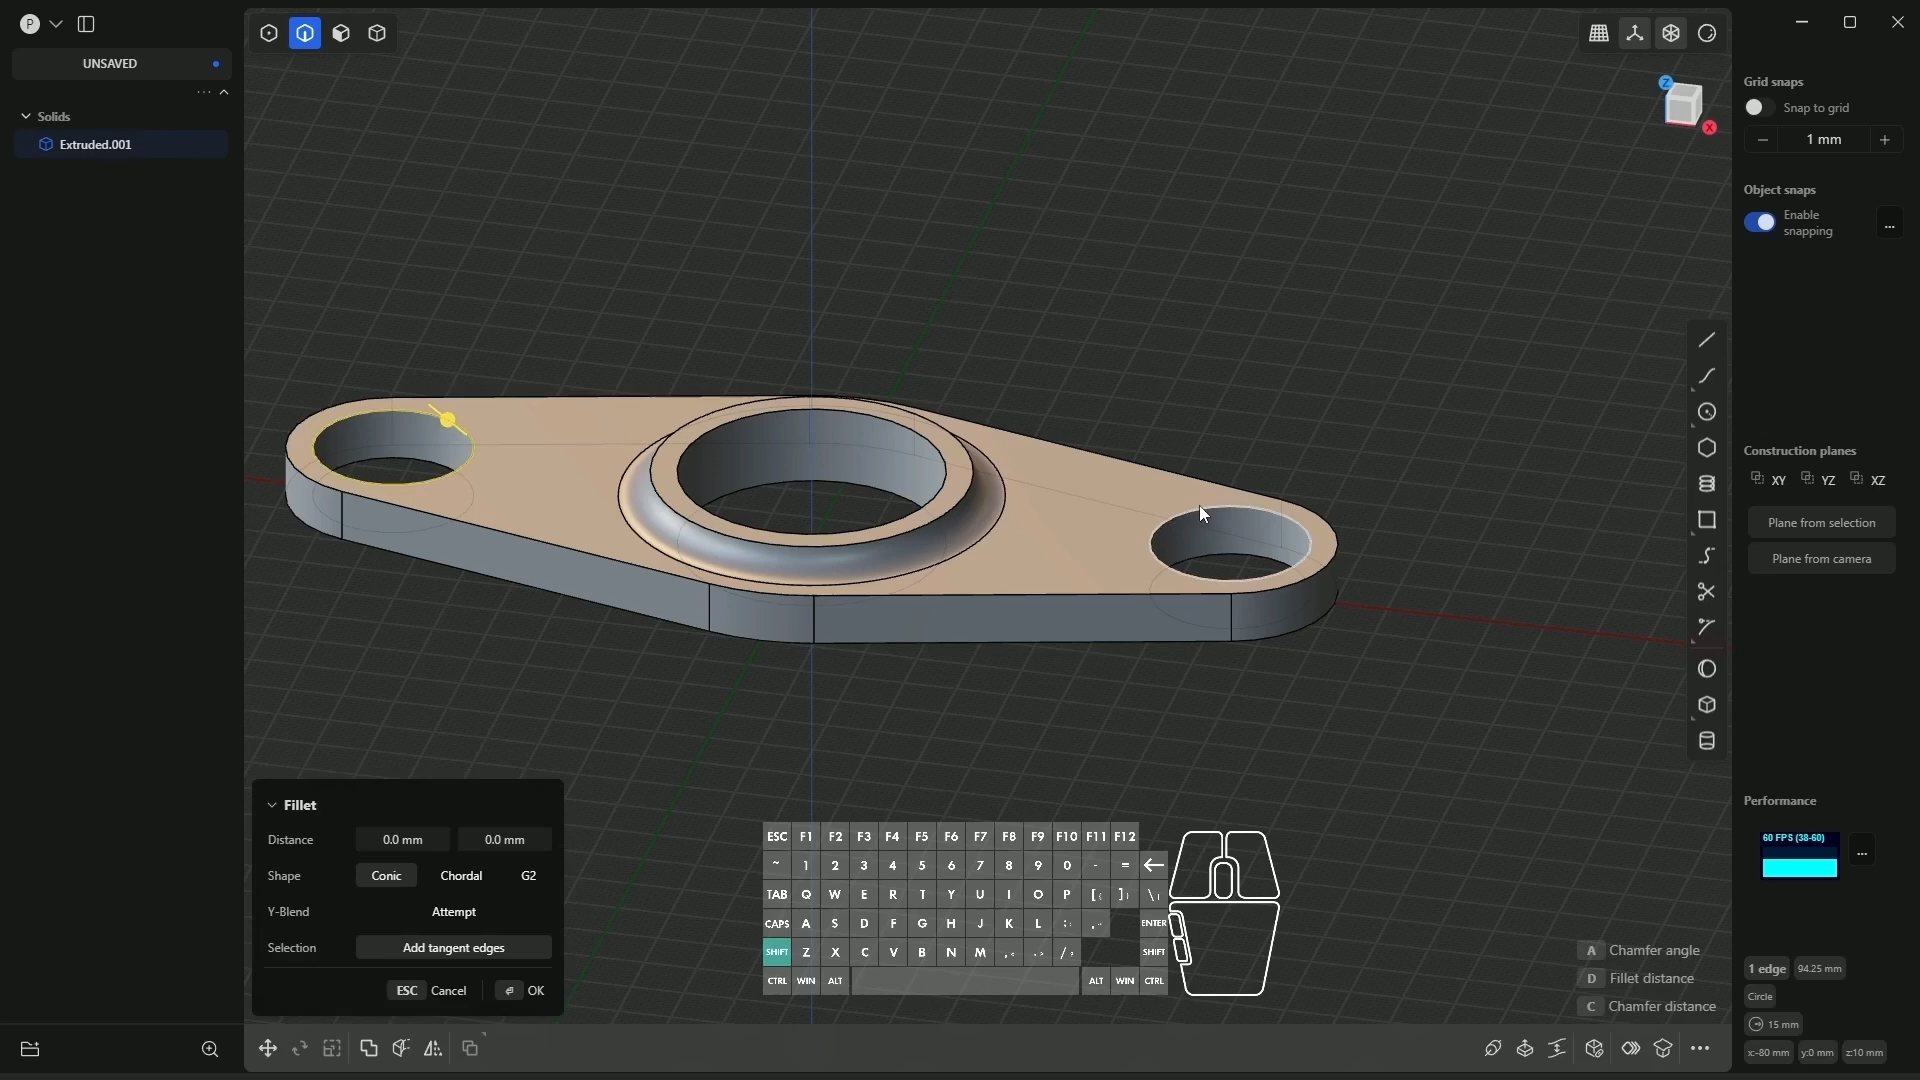 P
UNSAVED
...
Solids
Extruded.001
Z
X
Grid snaps
Snap to grid
− 1 mm +
Object snaps
Enable
snapping
...
Construction planes
XY YZ XZ
Plane from selection
Plane from camera
Performance
60 FPS (38-60)
...
1 edge 94.25 mm
Circle
15 mm
x:-80 mm y:0 mm z:10 mm
Fillet
Distance 0.0 mm 0.0 mm
Shape Conic Chordal G2
Y-Blend Attempt
Selection Add tangent edges
ESC Cancel OK
ESC F1 F2 F3 F4 F5 F6 F7 F8 F9 F10 F11 F12
~ 1 2 3 4 5 6 7 8 9 0 - =
TAB Q W E R T Y U I O P [ ] \
CAPS A S D F G H J K L ENTER
SHIFT Z X C V B N M SHIFT
CTRL WIN ALT ALT WIN CTRL
A Chamfer angle
D Fillet distance
C Chamfer distance